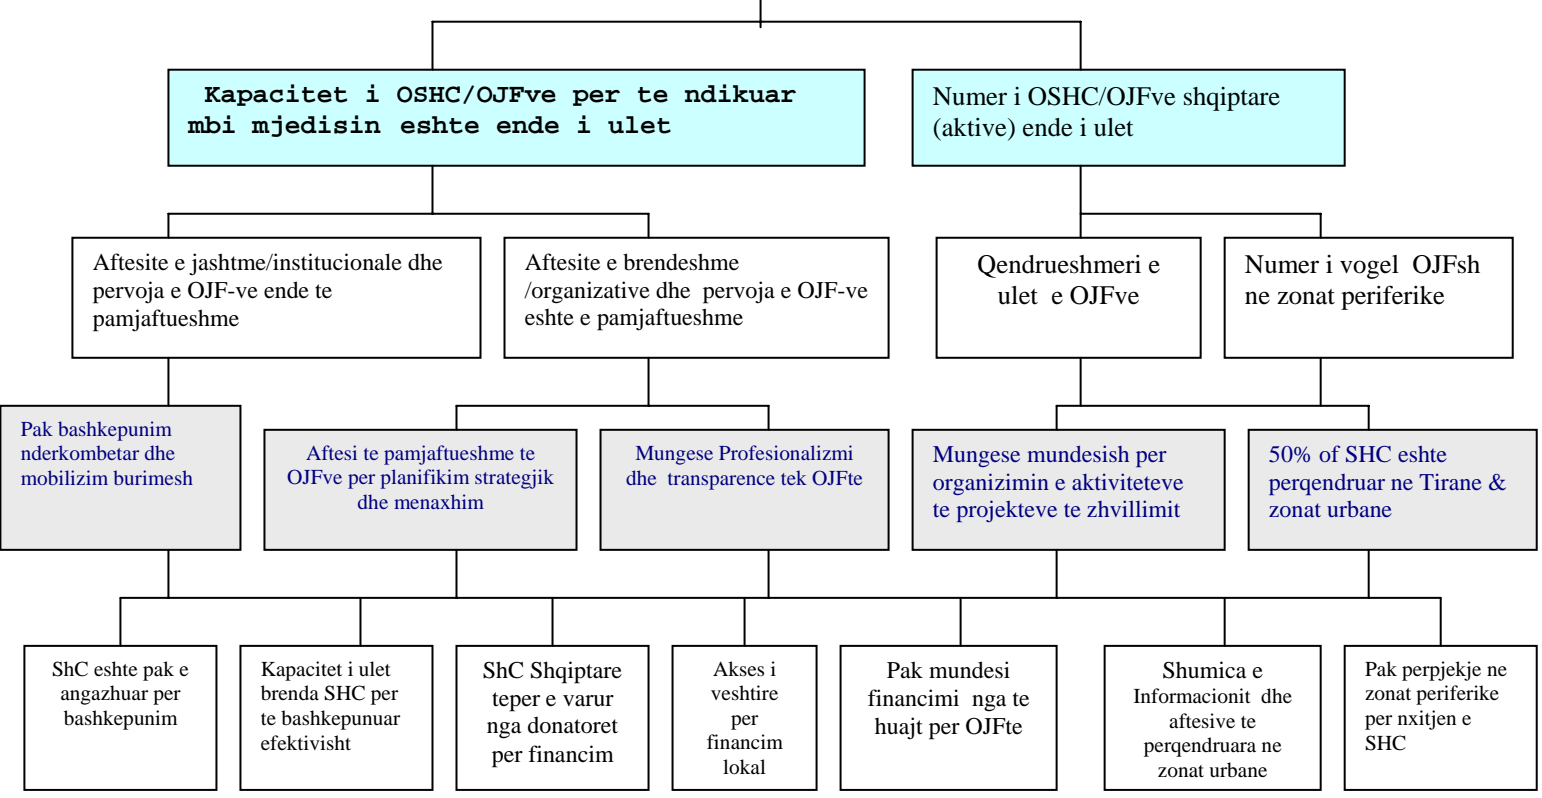 Kapacitet i OSHC/OJFve per te ndikuar
mbi mjedisin eshte ende i ulet
Numer i OSHC/OJFve shqiptare
(aktive) ende i ulet
Aftesite e jashtme/institucionale dhe
pervoja e OJF-ve ende te
pamjaftueshme
Aftesite e brendeshme
/organizative dhe pervoja e OJF-ve
eshte e pamjaftueshme
Qendrueshmeri e
ulet e OJFve
Numer i vogel OJFsh
ne zonat periferike
Pak bashkepunim
nderkombetar dhe
mobilizim burimesh
Aftesi te pamjaftueshme te
OJFve per planifikim strategjik
dhe menaxhim
Mungese Profesionalizmi
dhe transparence tek OJFte
Mungese mundesish per
organizimin e aktiviteteve
te projekteve te zhvillimit
50% of SHC eshte
perqendruar ne Tirane &
zonat urbane
ShC eshte pak e
angazhuar per
bashkepunim
Kapacitet i ulet
brenda SHC per
te bashkepunuar
efektivisht
ShC Shqiptare
teper e varur
nga donatoret
per financim
Akses i
veshtire
per
financim
lokal
Pak mundesi
financimi nga te
huajt per OJFte
Shumica e
Informacionit dhe
aftesive te
perqendruara ne
zonat urbane
Pak perpjekje ne
zonat periferike
per nxitjen e
SHC